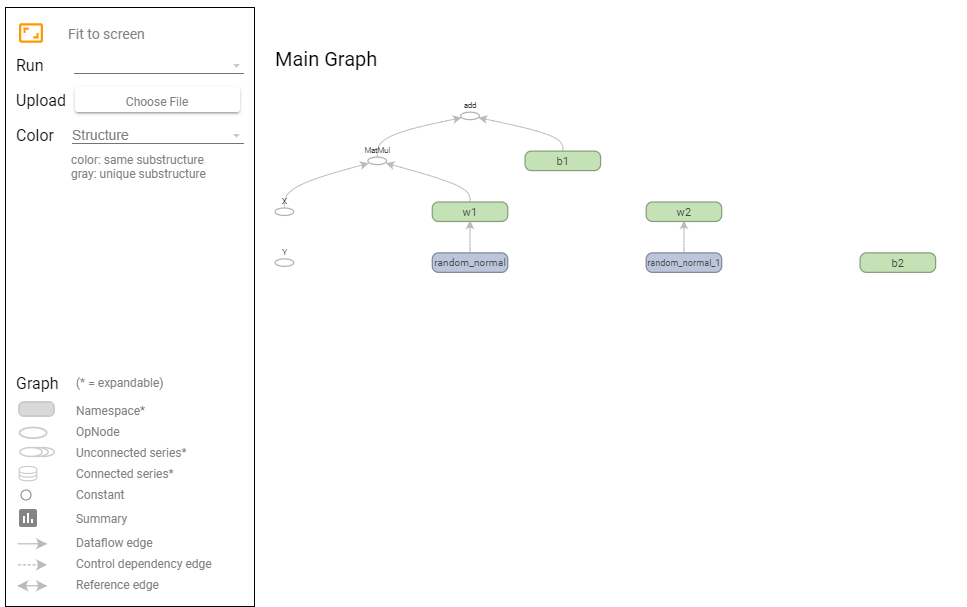 Fit to screen
Run
Upload
Choose File
Color
Structure
color: same substructure
gray: unique substructure
Graph
(* = expandable)
Namespace*
OpNode
Unconnected series*
Connected series*
Constant
Summary
Dataflow edge
Control dependency edge
Reference edge
Main Graph
add
MatMul
b1
X
w1
w2
Y
random_normal
random_normal_1
b2